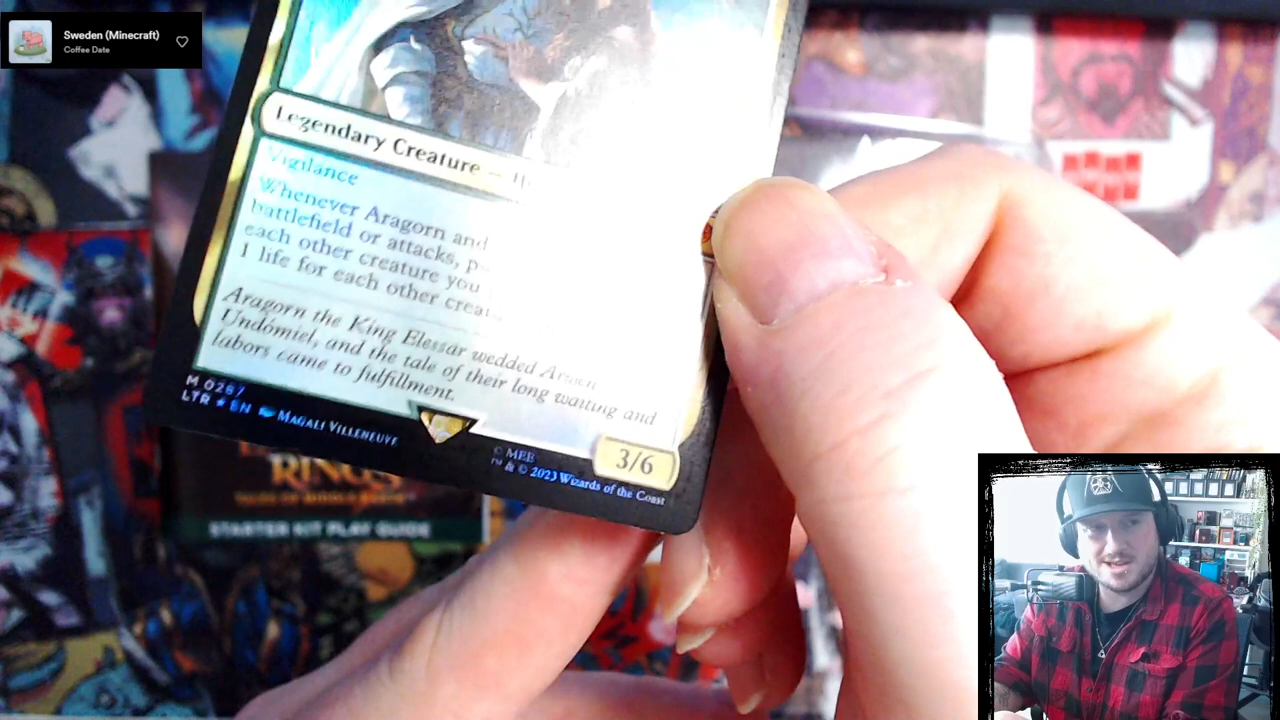 Sweden (Minecraft)
Coffee Date
Legendary Creature –
Vigilance
Whenever Aragorn and
battlefield or attacks,
each other creature you
1 life for each other
Aragorn the King Elessar wedded Arwen
Undómiel, and the tale of their long waiting and
labors came to fulfillment.
M 0287
LTR ★ EN MAGALI VILLENEUVE
3/6
© MEE
™ & © 2023 Wizards of the Coast
RINGS
STARTER KIT PLAY GUIDE